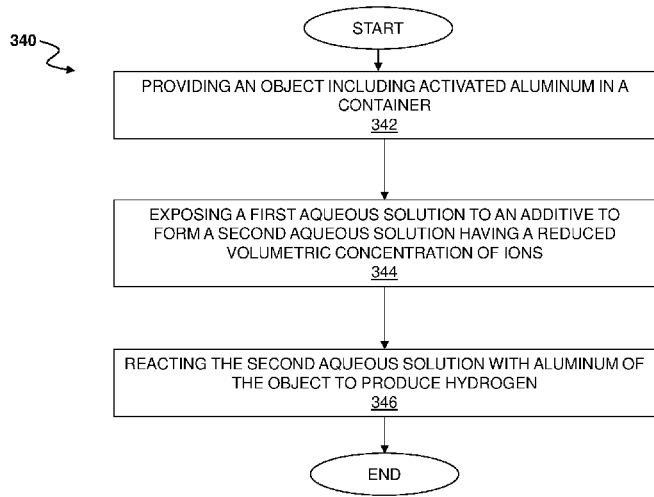 340
START
PROVIDING AN OBJECT INCLUDING ACTIVATED ALUMINUM IN A
CONTAINER
342
EXPOSING A FIRST AQUEOUS SOLUTION TO AN ADDITIVE TO
FORM A SECOND AQUEOUS SOLUTION HAVING A REDUCED
VOLUMETRIC CONCENTRATION OF IONS
344
REACTING THE SECOND AQUEOUS SOLUTION WITH ALUMINUM OF
THE OBJECT TO PRODUCE HYDROGEN
346
END